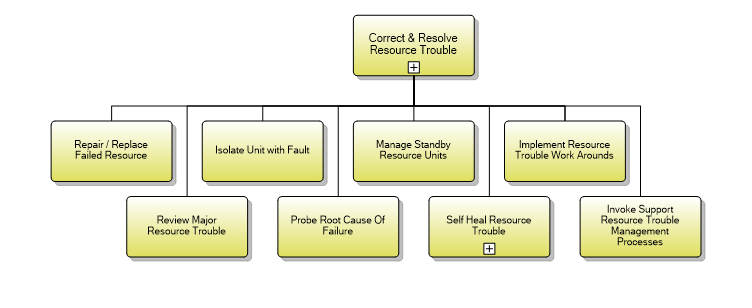 Correct & Resolve
Resource Trouble
Repair / Replace
Failed Resource
Isolate Unit with Fault
Manage Standby
Resource Units
Implement Resource
Trouble Work Arounds
Review Major
Resource Trouble
Probe Root Cause Of
Failure
Self Heal Resource
Trouble
Invoke Support
Resource Trouble
Management
Processes